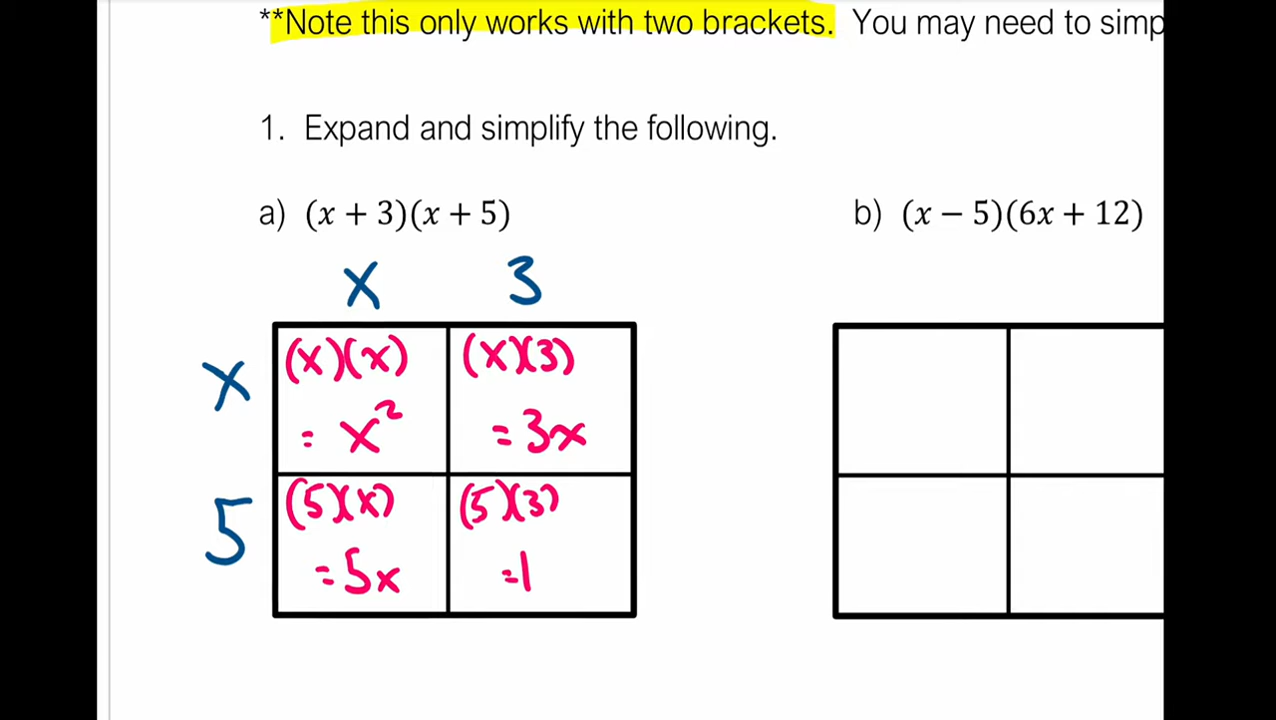 **Note this only works with two brackets. You may need to simp
1. Expand and simplify the following.
a) (x + 3)(x + 5)
b) (x − 5)(6x + 12)
x 3
x (x)(x) (x)(3)
= x² = 3x
5 (5)(x) (5)(3)
= 5x = 1